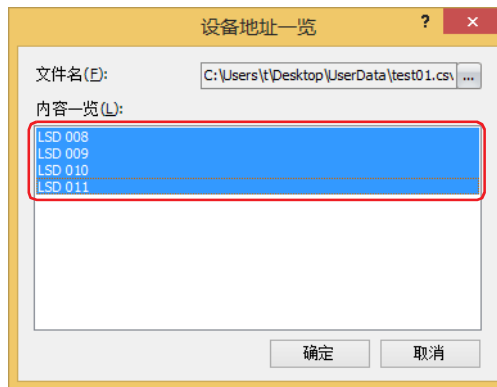 设备地址一览
? ×
文件名(F):
C:\Users\t\Desktop\UserData\test01.cs
...
内容一览(L):
LSD 008
LSD 009
LSD 010
LSD 011
确定
取消